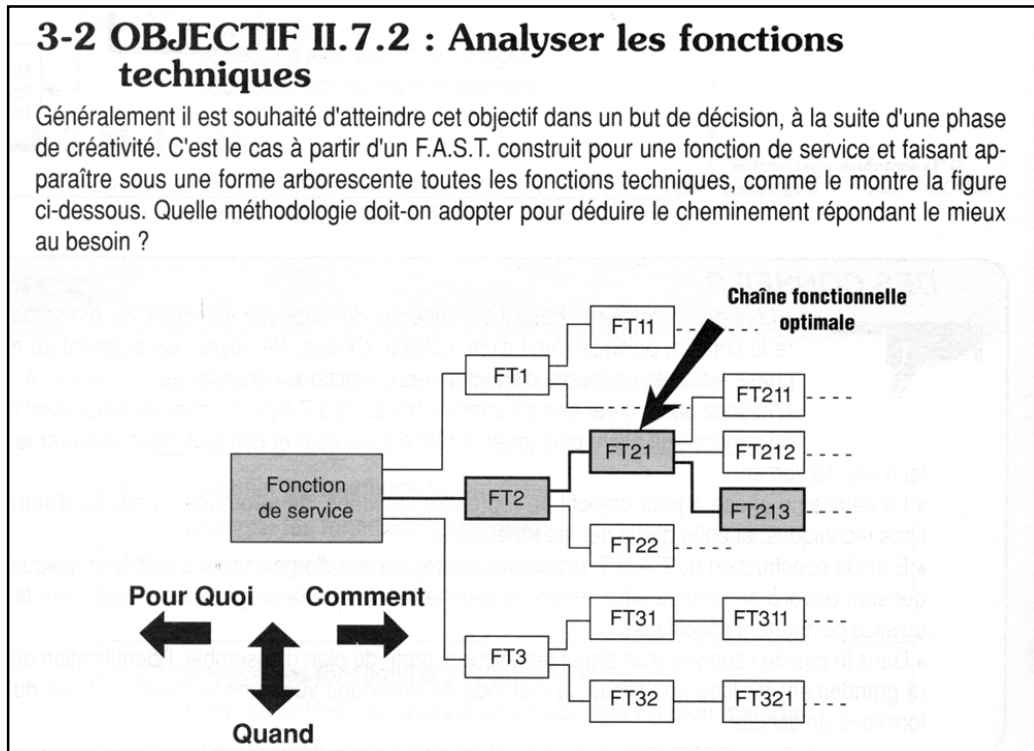 3-2 OBJECTIF II.7.2 : Analyser les fonctions
techniques
Généralement il est souhaité d'atteindre cet objectif dans un but de décision, à la suite d'une phase
de créativité. C'est le cas à partir d'un F.A.S.T. construit pour une fonction de service et faisant ap-
paraître sous une forme arborescente toutes les fonctions techniques, comme le montre la figure
ci-dessous. Quelle méthodologie doit-on adopter pour déduire le cheminement répondant le mieux
au besoin ?
Chaîne fonctionnelle
optimale
FT11
FT1
FT211
FT21
FT212
Fonction
de service
FT2
FT213
FT22
Pour Quoi
Comment
FT31
FT311
FT3
FT32
FT321
Quand